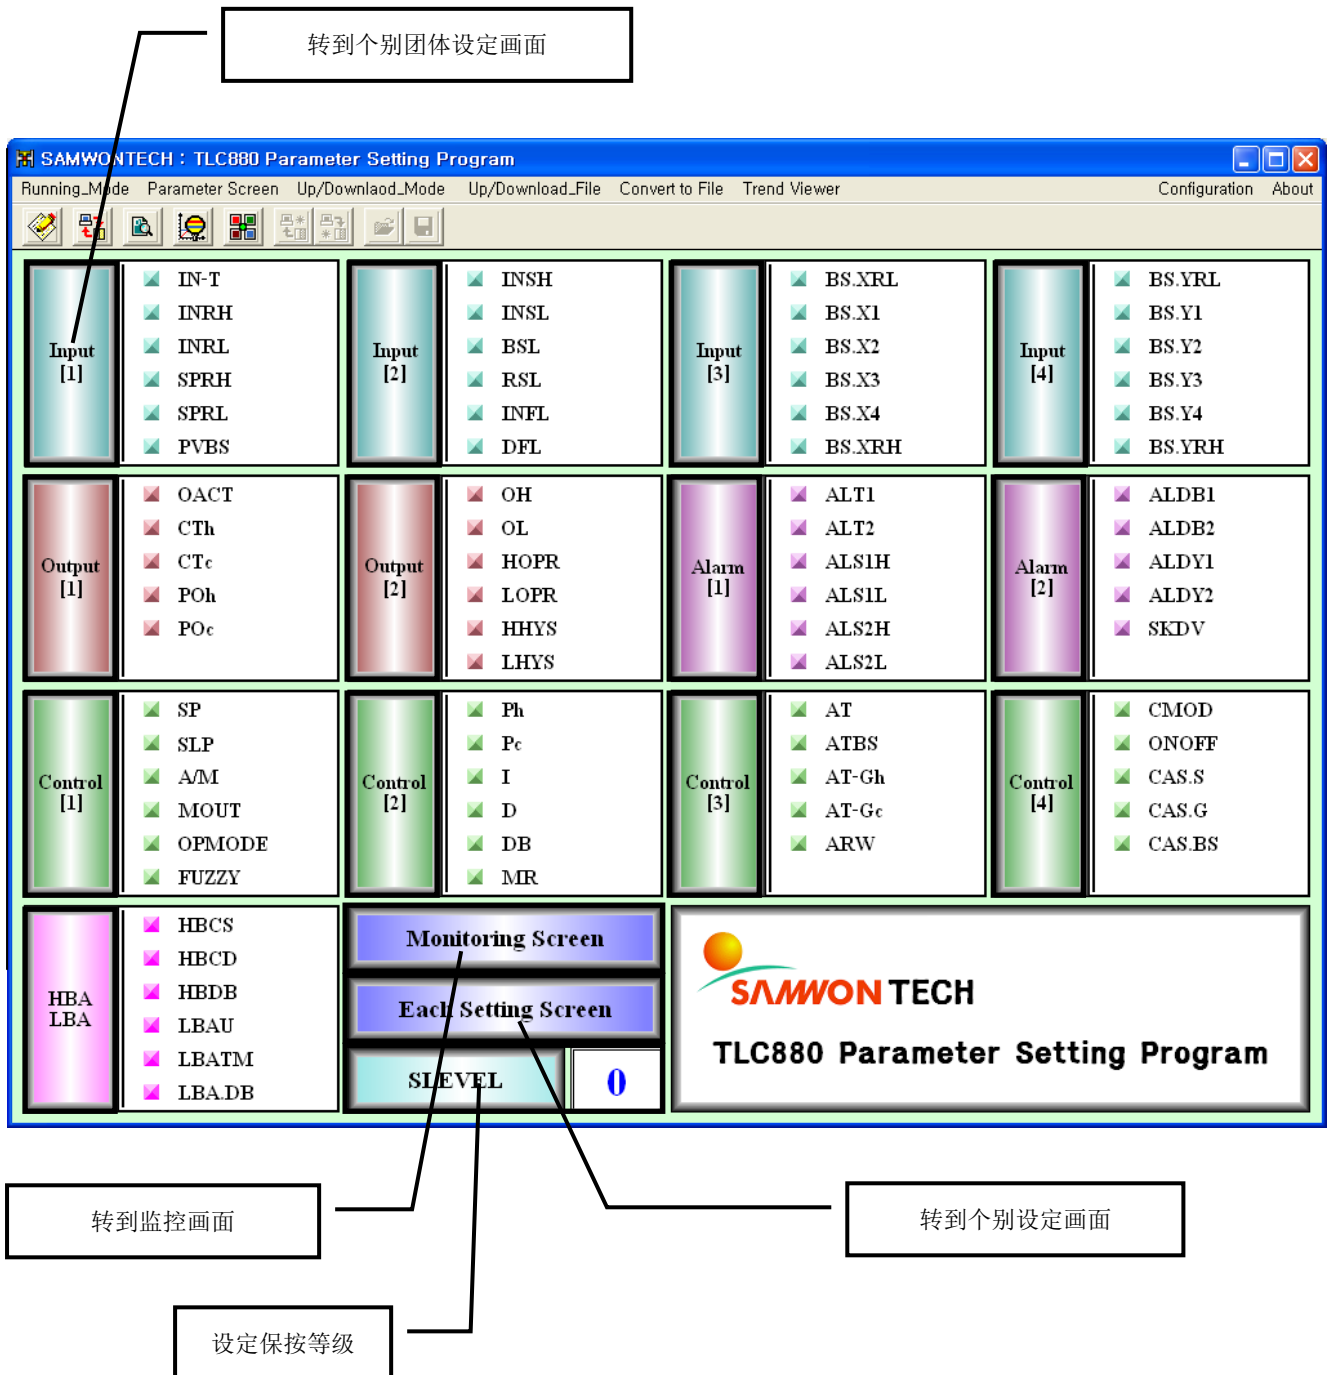 转到个别团体设定画面
SAMWONTECH : TLC880 Parameter Setting Program
Running_Mode Parameter Screen Up/Downlaod_Mode Up/Download_File Convert to File Trend Viewer Configuration About
Input
[1]
IN-T
INRH
INRL
SPRH
SPRL
PVBS
Input
[2]
INSH
INSL
BSL
RSL
INFL
DFL
Input
[3]
BS.XRL
BS.X1
BS.X2
BS.X3
BS.X4
BS.XRH
Input
[4]
BS.YRL
BS.Y1
BS.Y2
BS.Y3
BS.Y4
BS.YRH
Output
[1]
OACT
CTh
CTc
POh
POc
Output
[2]
OH
OL
HOPR
LOPR
HHYS
LHYS
Alarm
[1]
ALT1
ALT2
ALS1H
ALS1L
ALS2H
ALS2L
Alarm
[2]
ALDB1
ALDB2
ALDY1
ALDY2
SKDV
Control
[1]
SP
SLP
A/M
MOUT
OPMODE
FUZZY
Control
[2]
Ph
Pc
I
D
DB
MR
Control
[3]
AT
ATBS
AT-Gh
AT-Gc
ARW
Control
[4]
CMOD
ONOFF
CAS.S
CAS.G
CAS.BS
HBA
LBA
HBCS
HBCD
HBDB
LBAU
LBATM
LBA.DB
Monitoring Screen
Each Setting Screen
SLEVEL 0
SAMWON TECH
TLC880 Parameter Setting Program
转到监控画面
转到个别设定画面
设定保按等级